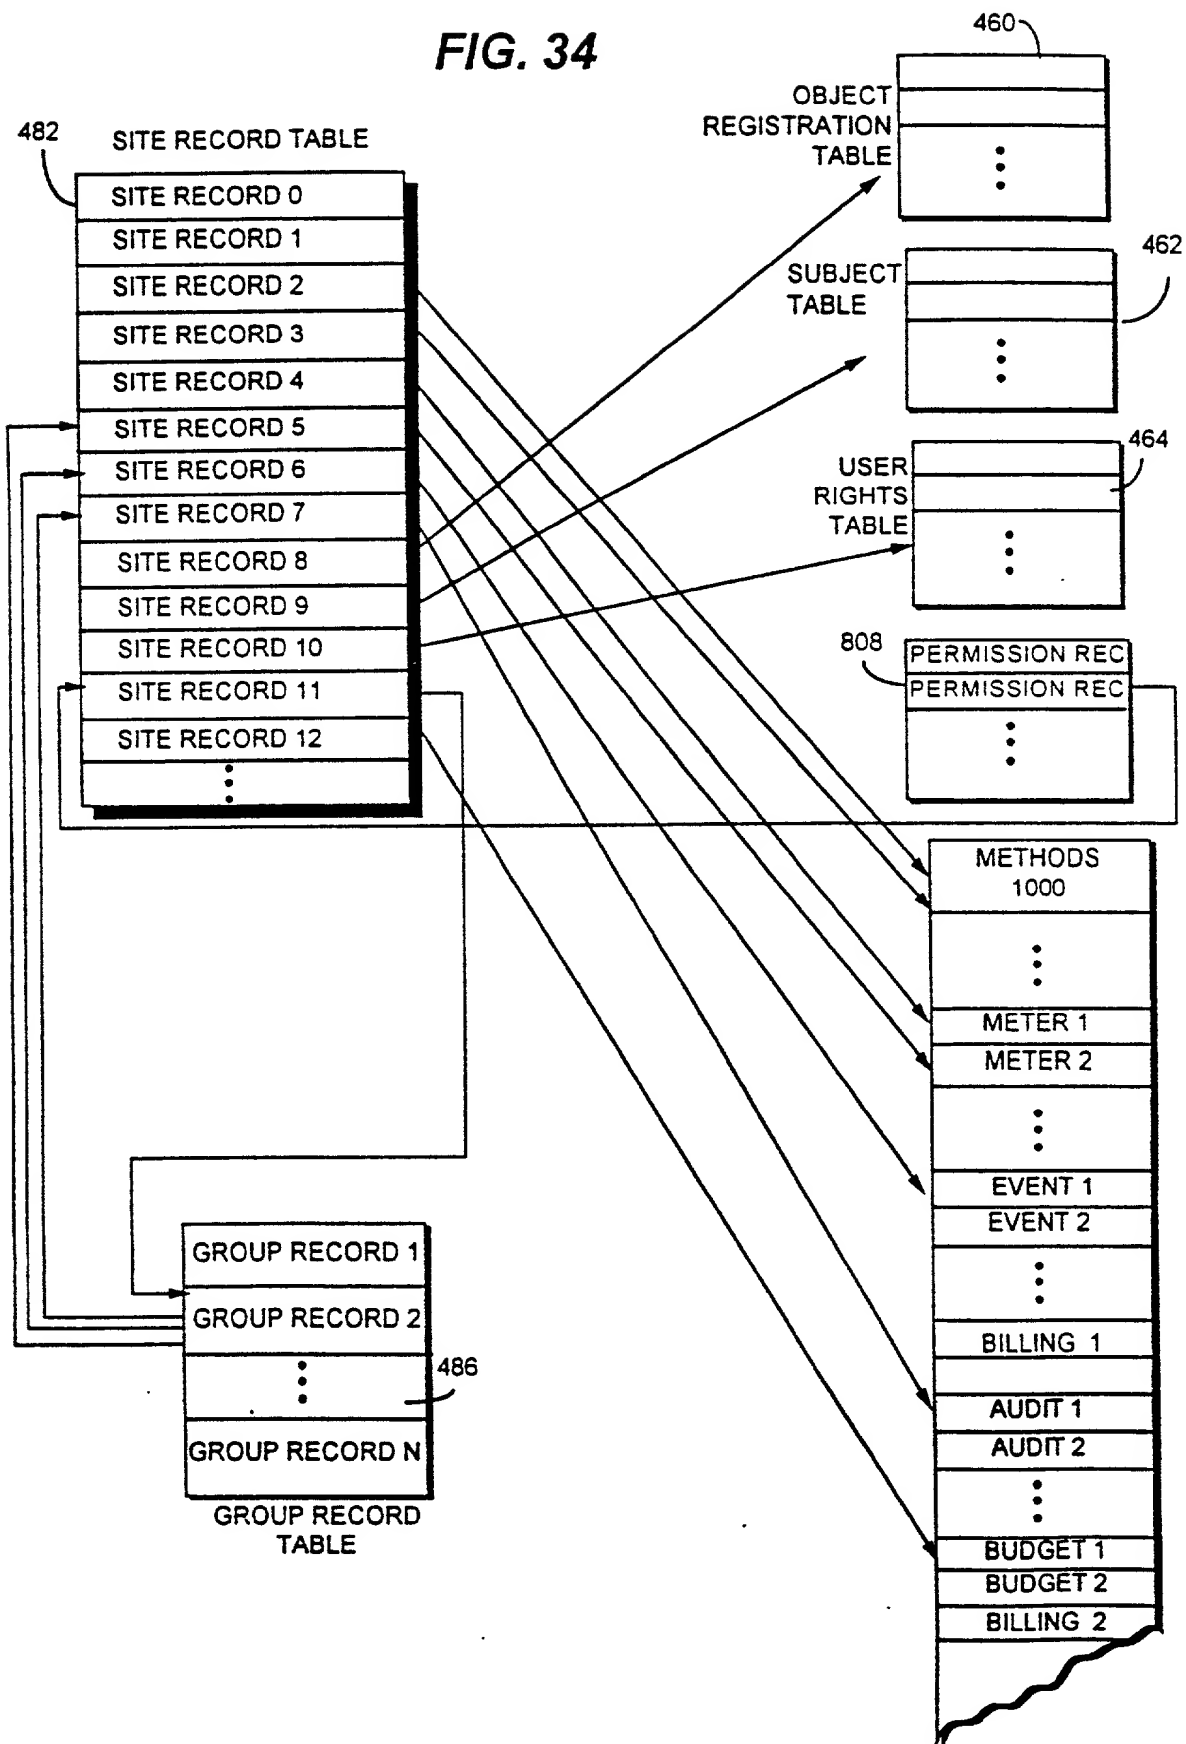 FIG. 34
460
OBJECT
REGISTRATION
TABLE
482
SITE RECORD TABLE
SITE RECORD 0
SITE RECORD 1
SITE RECORD 2
SITE RECORD 3
SITE RECORD 4
SITE RECORD 5
SITE RECORD 6
SITE RECORD 7
SITE RECORD 8
SITE RECORD 9
SITE RECORD 10
SITE RECORD 11
SITE RECORD 12
SUBJECT
TABLE
462
USER
RIGHTS
TABLE
464
808
PERMISSION REC
PERMISSION REC
METHODS
1000
METER 1
METER 2
EVENT 1
EVENT 2
BILLING 1
AUDIT 1
AUDIT 2
BUDGET 1
BUDGET 2
BILLING 2
GROUP RECORD 1
GROUP RECORD 2
486
GROUP RECORD N
GROUP RECORD
TABLE